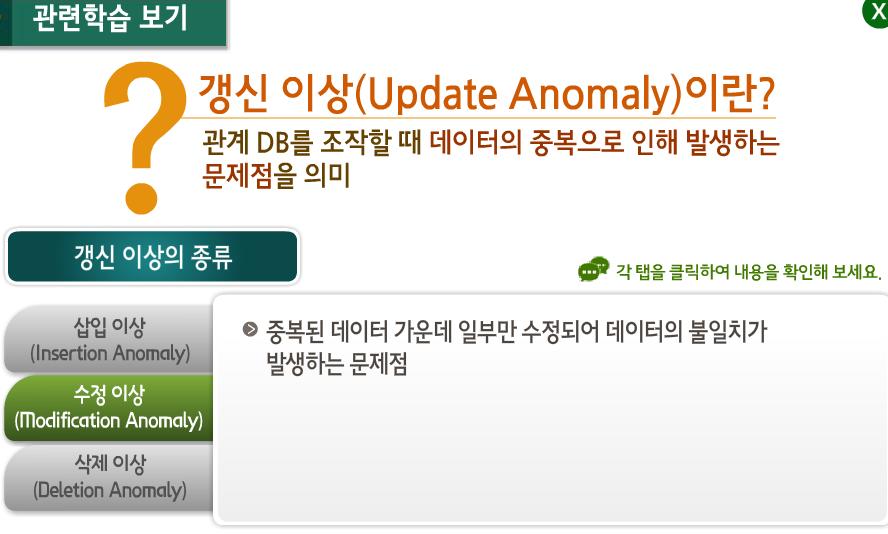 관련학습 보기
X
?
갱신 이상(Update Anomaly)이란?
관계 DB를 조작할 때 데이터의 중복으로 인해 발생하는
문제점을 의미
갱신 이상의 종류
각 탭을 클릭하여 내용을 확인해 보세요.
삽입 이상
(Insertion Anomaly)
수정 이상
(Modification Anomaly)
삭제 이상
(Deletion Anomaly)
중복된 데이터 가운데 일부만 수정되어 데이터의 불일치가
발생하는 문제점